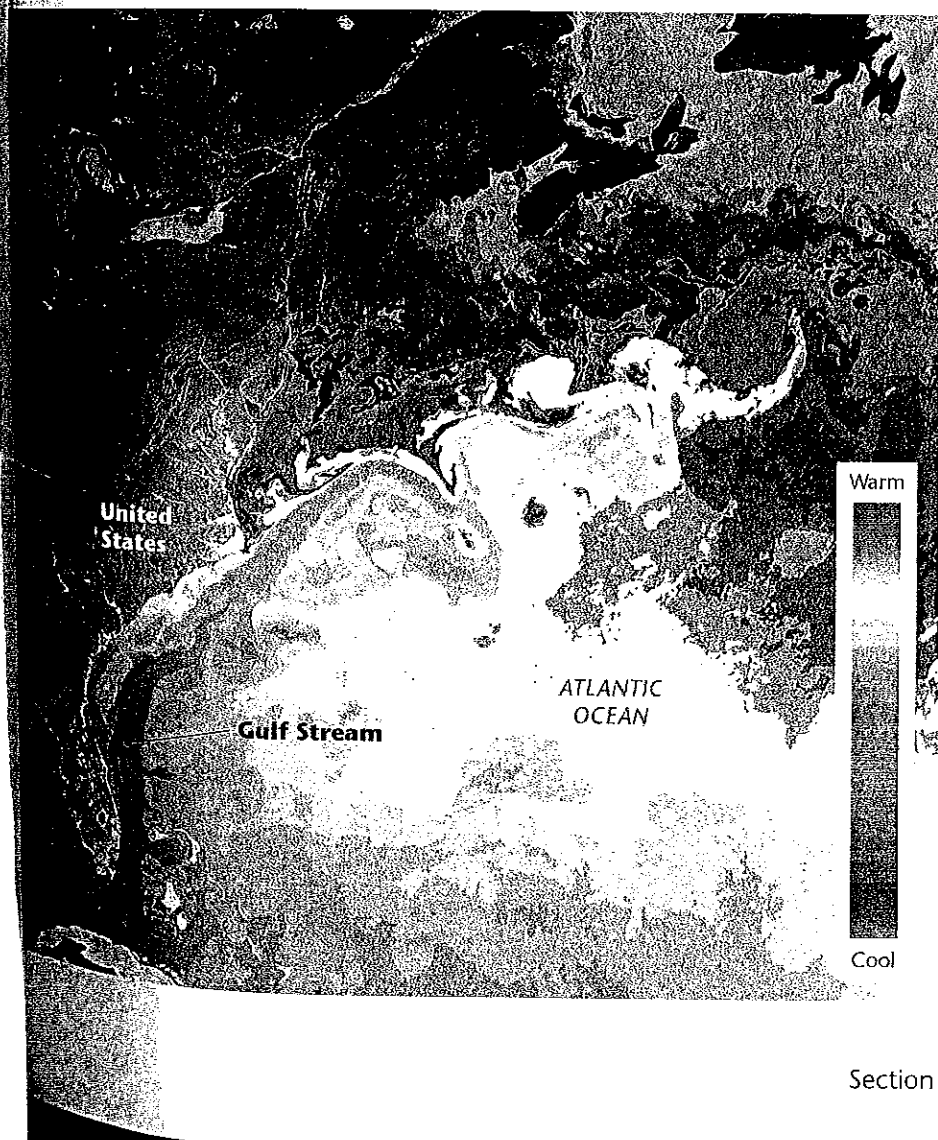 United
States
Gulf Stream
ATLANTIC
OCEAN
Warm
Cool
Section